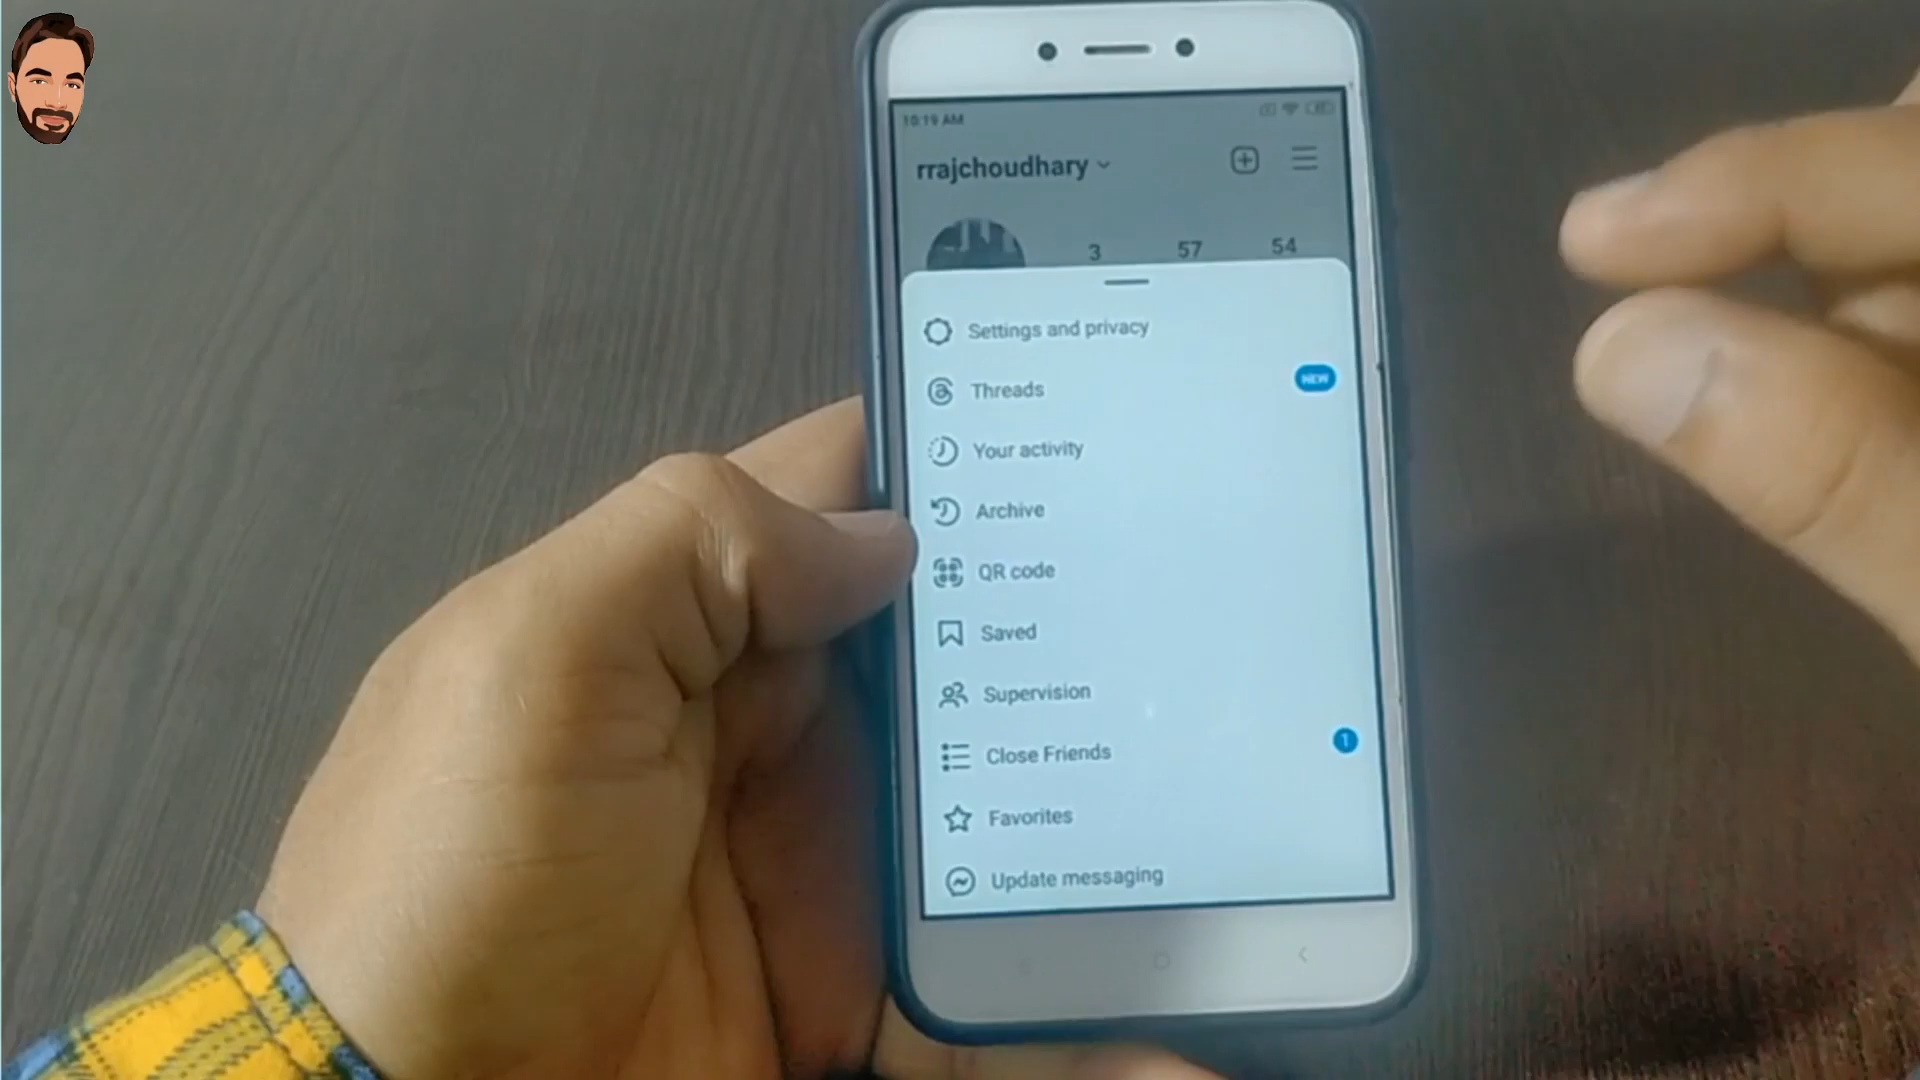 10:19 AM
rrajchoudhary
3 57 54
Settings and privacy
Threads NEW
Your activity
Archive
QR code
Saved
Supervision
Close Friends 1
Favorites
Update messaging